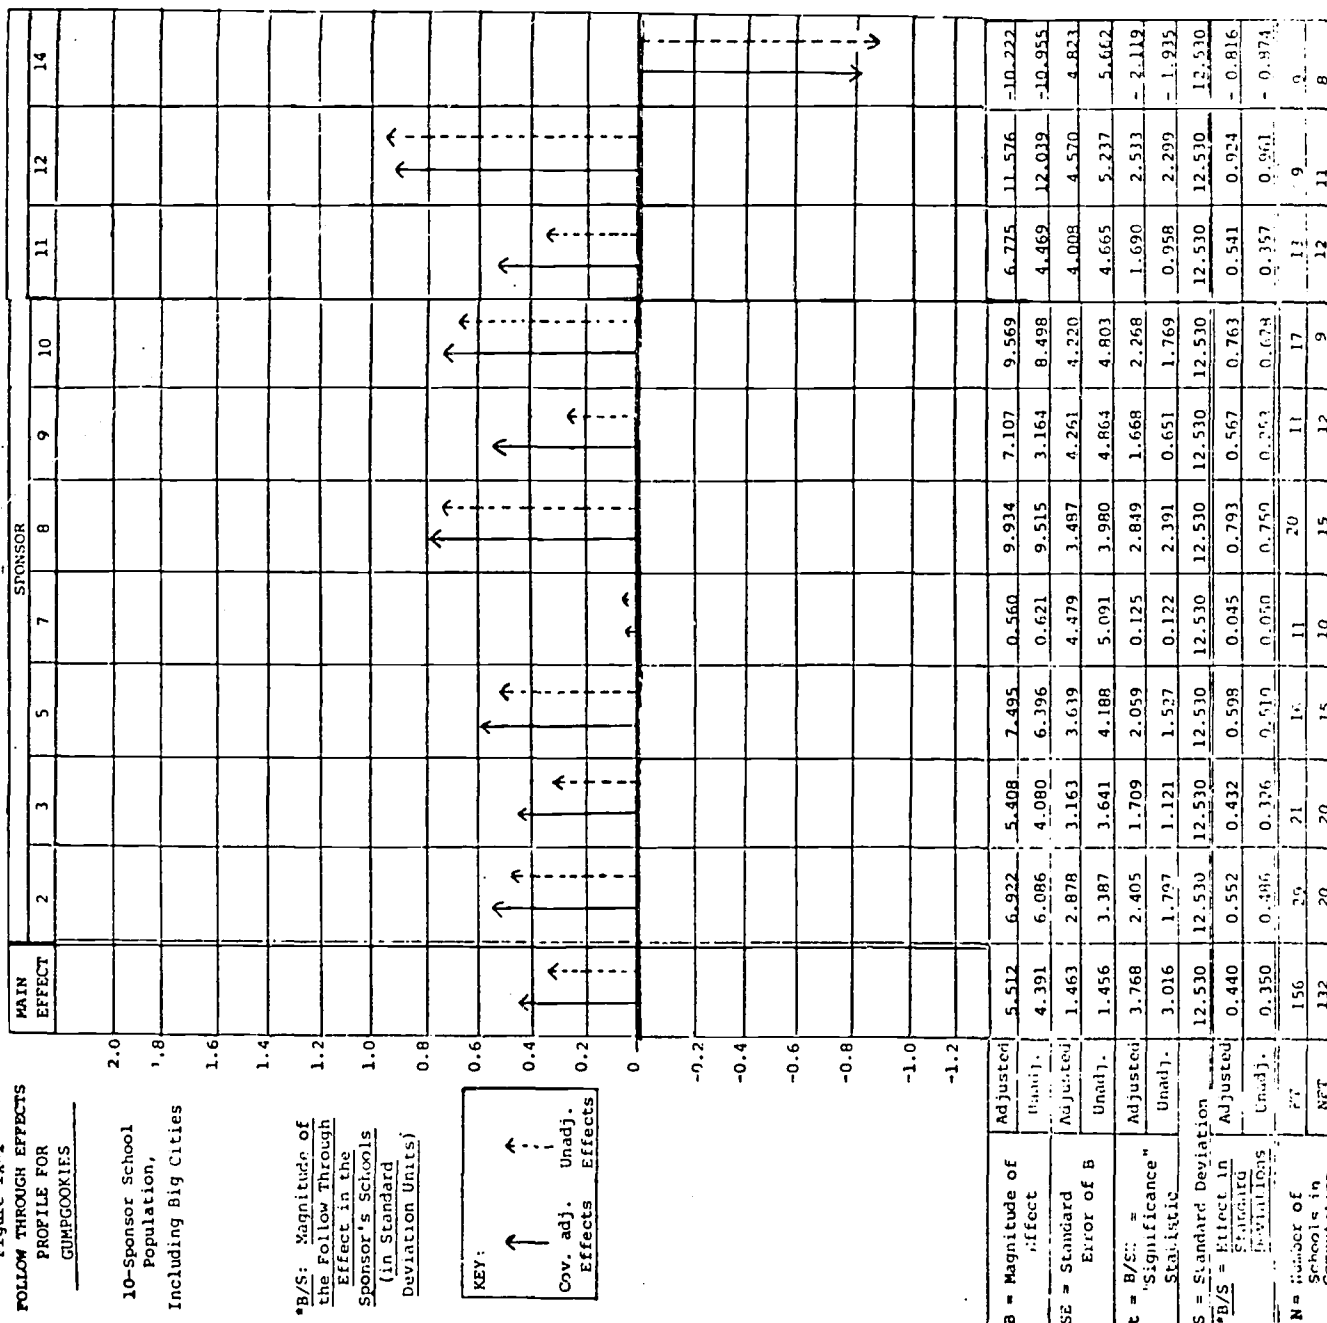 FOLLOW THROUGH EFFECTS
PROFILE FOR
GUMPGOOKIES
10-Sponsor School
Population,
Including Big Cities
*B/S: Magnitude of
the Follow Through
Effect in the
Sponsor's Schools
(in Standard
Deviation Units)
KEY:
Cov. adj. Unadj.
Effects Effects
MAIN EFFECT SPONSOR
2 3 5 7 8 9 10 11 12 14
2.0
1.8
1.6
1.4
1.2
1.0
0.8
0.6
0.4
0.2
0
-0.2
-0.4
-0.6
-0.8
-1.0
-1.2
B = Magnitude of Effect
Adjusted 5.512 6.922 5.408 7.495 0.560 9.934 7.107 9.569 6.775 11.576 -10.222
Unadj. 4.391 6.086 4.080 6.396 0.621 9.515 3.164 8.498 4.469 12.039 -10.955
SE = Standard Error of B
Adjusted 1.463 2.878 3.163 3.639 4.479 3.487 4.261 4.220 4.008 4.570 4.823
Unadj. 1.456 3.387 3.641 4.188 5.091 3.980 4.864 4.803 4.665 5.237 5.662
t = B/SE = "Significance" Statistic
Adjusted 3.768 2.405 1.709 2.059 0.125 2.849 1.668 2.268 1.690 2.533 - 2.119
Unadj. 3.016 1.797 1.121 1.527 0.122 2.391 0.651 1.769 0.958 2.299 - 1.935
S = Standard Deviation 12.530 12.530 12.530 12.530 12.530 12.530 12.530 12.530 12.530 12.530 12.530
*B/S = Effect in Standard Deviations
Adjusted 0.440 0.552 0.432 0.598 0.045 0.793 0.567 0.763 0.541 0.924 - 0.816
Unadj. 0.350 0.486 0.326 0.510 0.050 0.750 0.678 0.357 0.961 - 0.874
N = Number of Schools in
FT 156 21 11 20 11 17 13 9
NFT 132 20 20 15 10 15 12 9 12 11 8